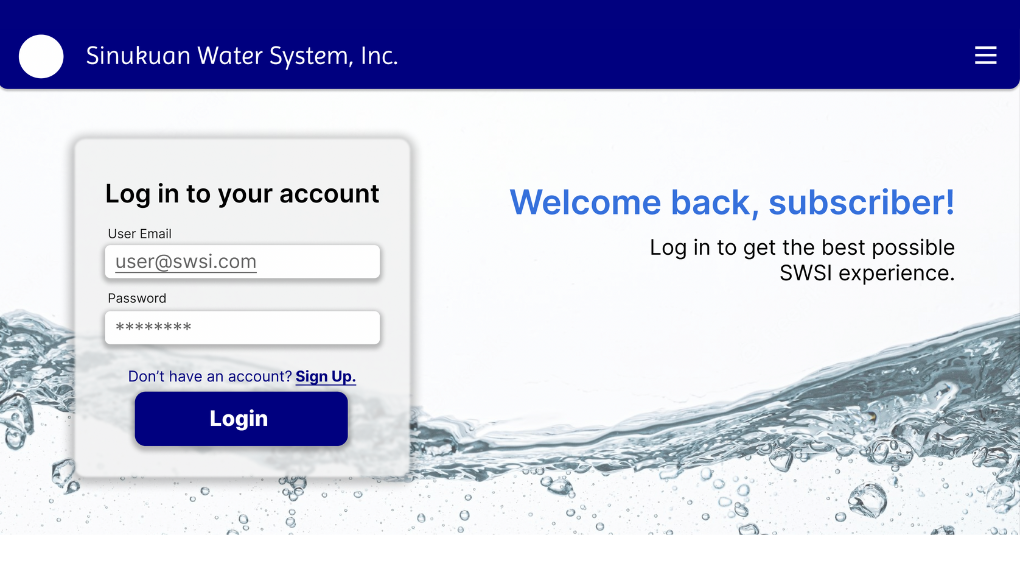 Sinukuan Water System, Inc.
Log in to your account
User Email
user@swsi.com
Password
********
Don't have an account? Sign Up.
Login
Welcome back, subscriber!
Log in to get the best possible
SWSI experience.